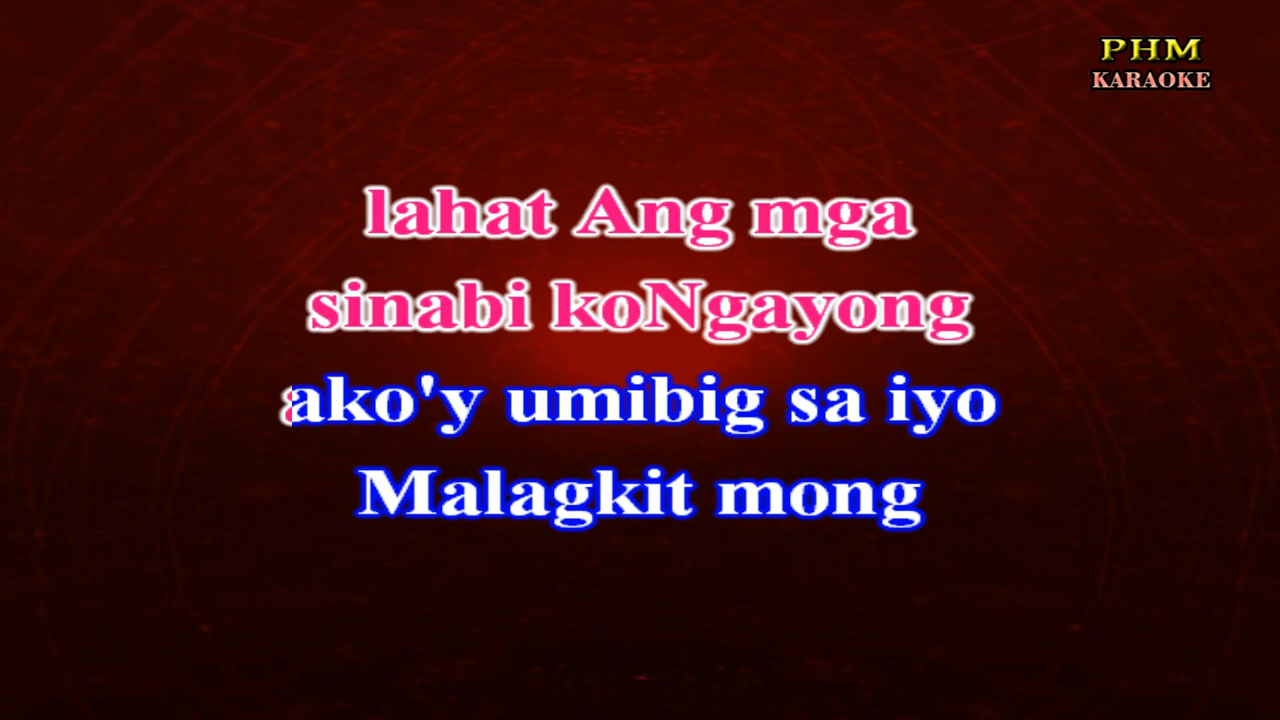 PHM
KARAOKE
lahat Ang mga
sinabi koNgayong
ako'y umibig sa iyo
Malagkit mong